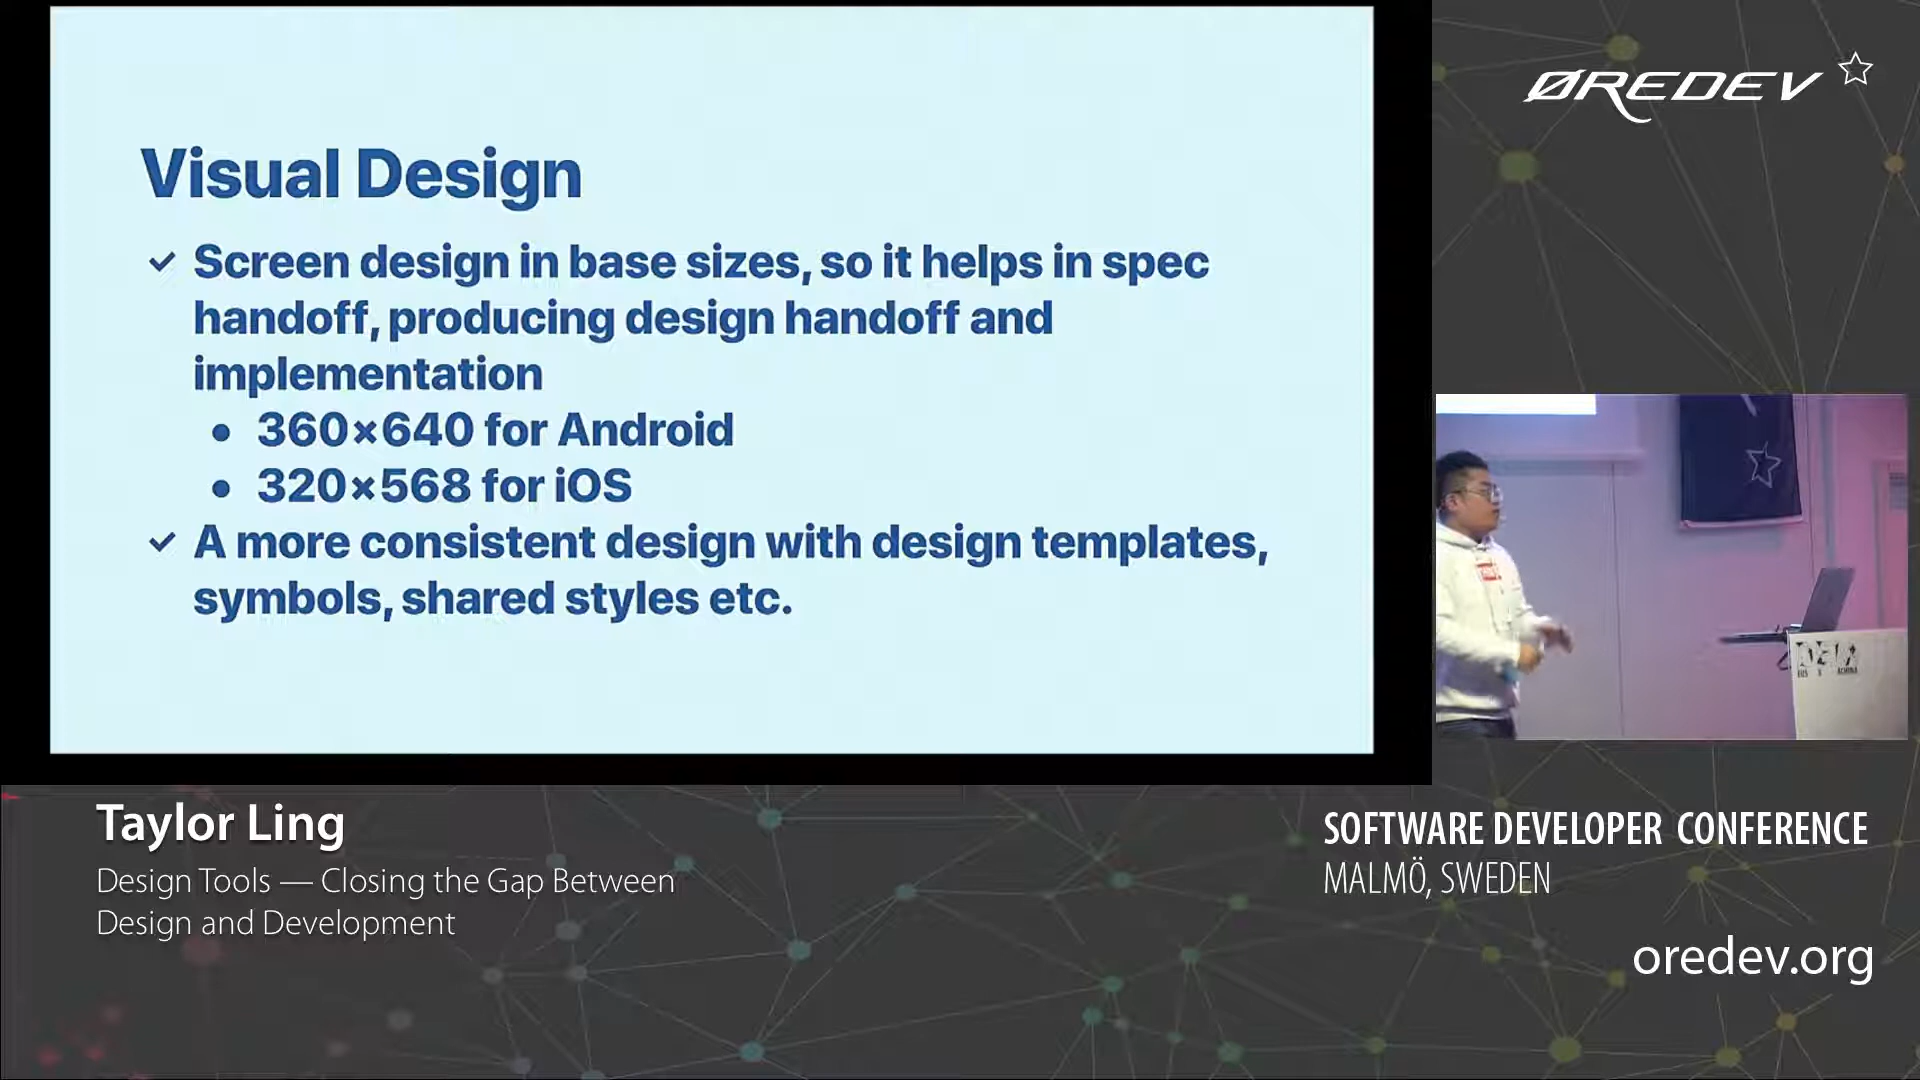 Visual Design
Screen design in base sizes, so it helps in spec
handoff, producing design handoff and
implementation
360×640 for Android
320×568 for iOS
A more consistent design with design templates,
symbols, shared styles etc.
ØREDEV
Taylor Ling
Design Tools — Closing the Gap Between
Design and Development
SOFTWARE DEVELOPER CONFERENCE
MALMÖ, SWEDEN
oredev.org